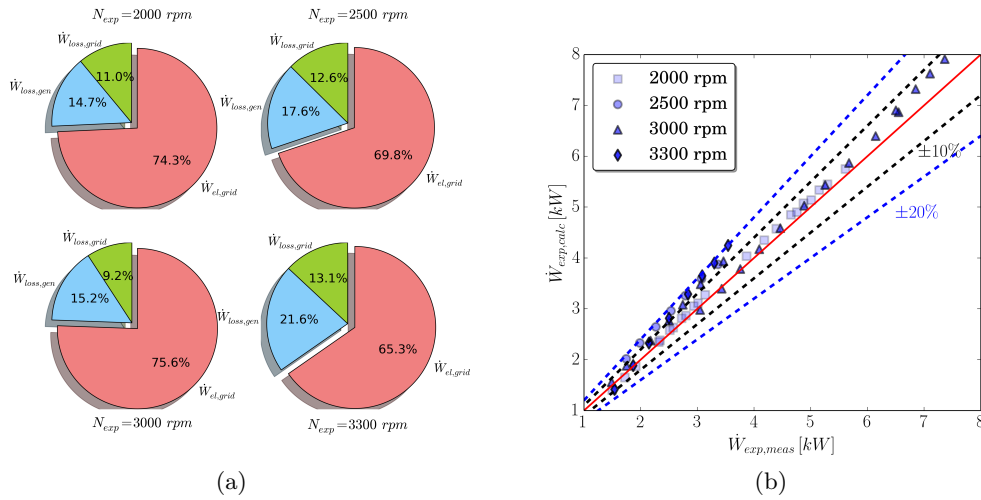 N_exp=2000 rpm
Ẇ_loss,grid
11.0%
Ẇ_loss,gen
14.7%
74.3%
Ẇ_el,grid
N_exp=2500 rpm
Ẇ_loss,grid
12.6%
Ẇ_loss,gen
17.6%
69.8%
Ẇ_el,grid
Ẇ_loss,grid
9.2%
Ẇ_loss,gen
15.2%
75.6%
Ẇ_el,grid
N_exp=3000 rpm
Ẇ_loss,grid
13.1%
Ẇ_loss,gen
21.6%
65.3%
Ẇ_el,grid
N_exp=3300 rpm
(a)
Ẇ_exp,calc [kW]
8
7
6
5
4
3
2
1
2000 rpm
2500 rpm
3000 rpm
3300 rpm
±10%
±20%
1 2 3 4 5 6 7 8
Ẇ_exp,meas [kW]
(b)